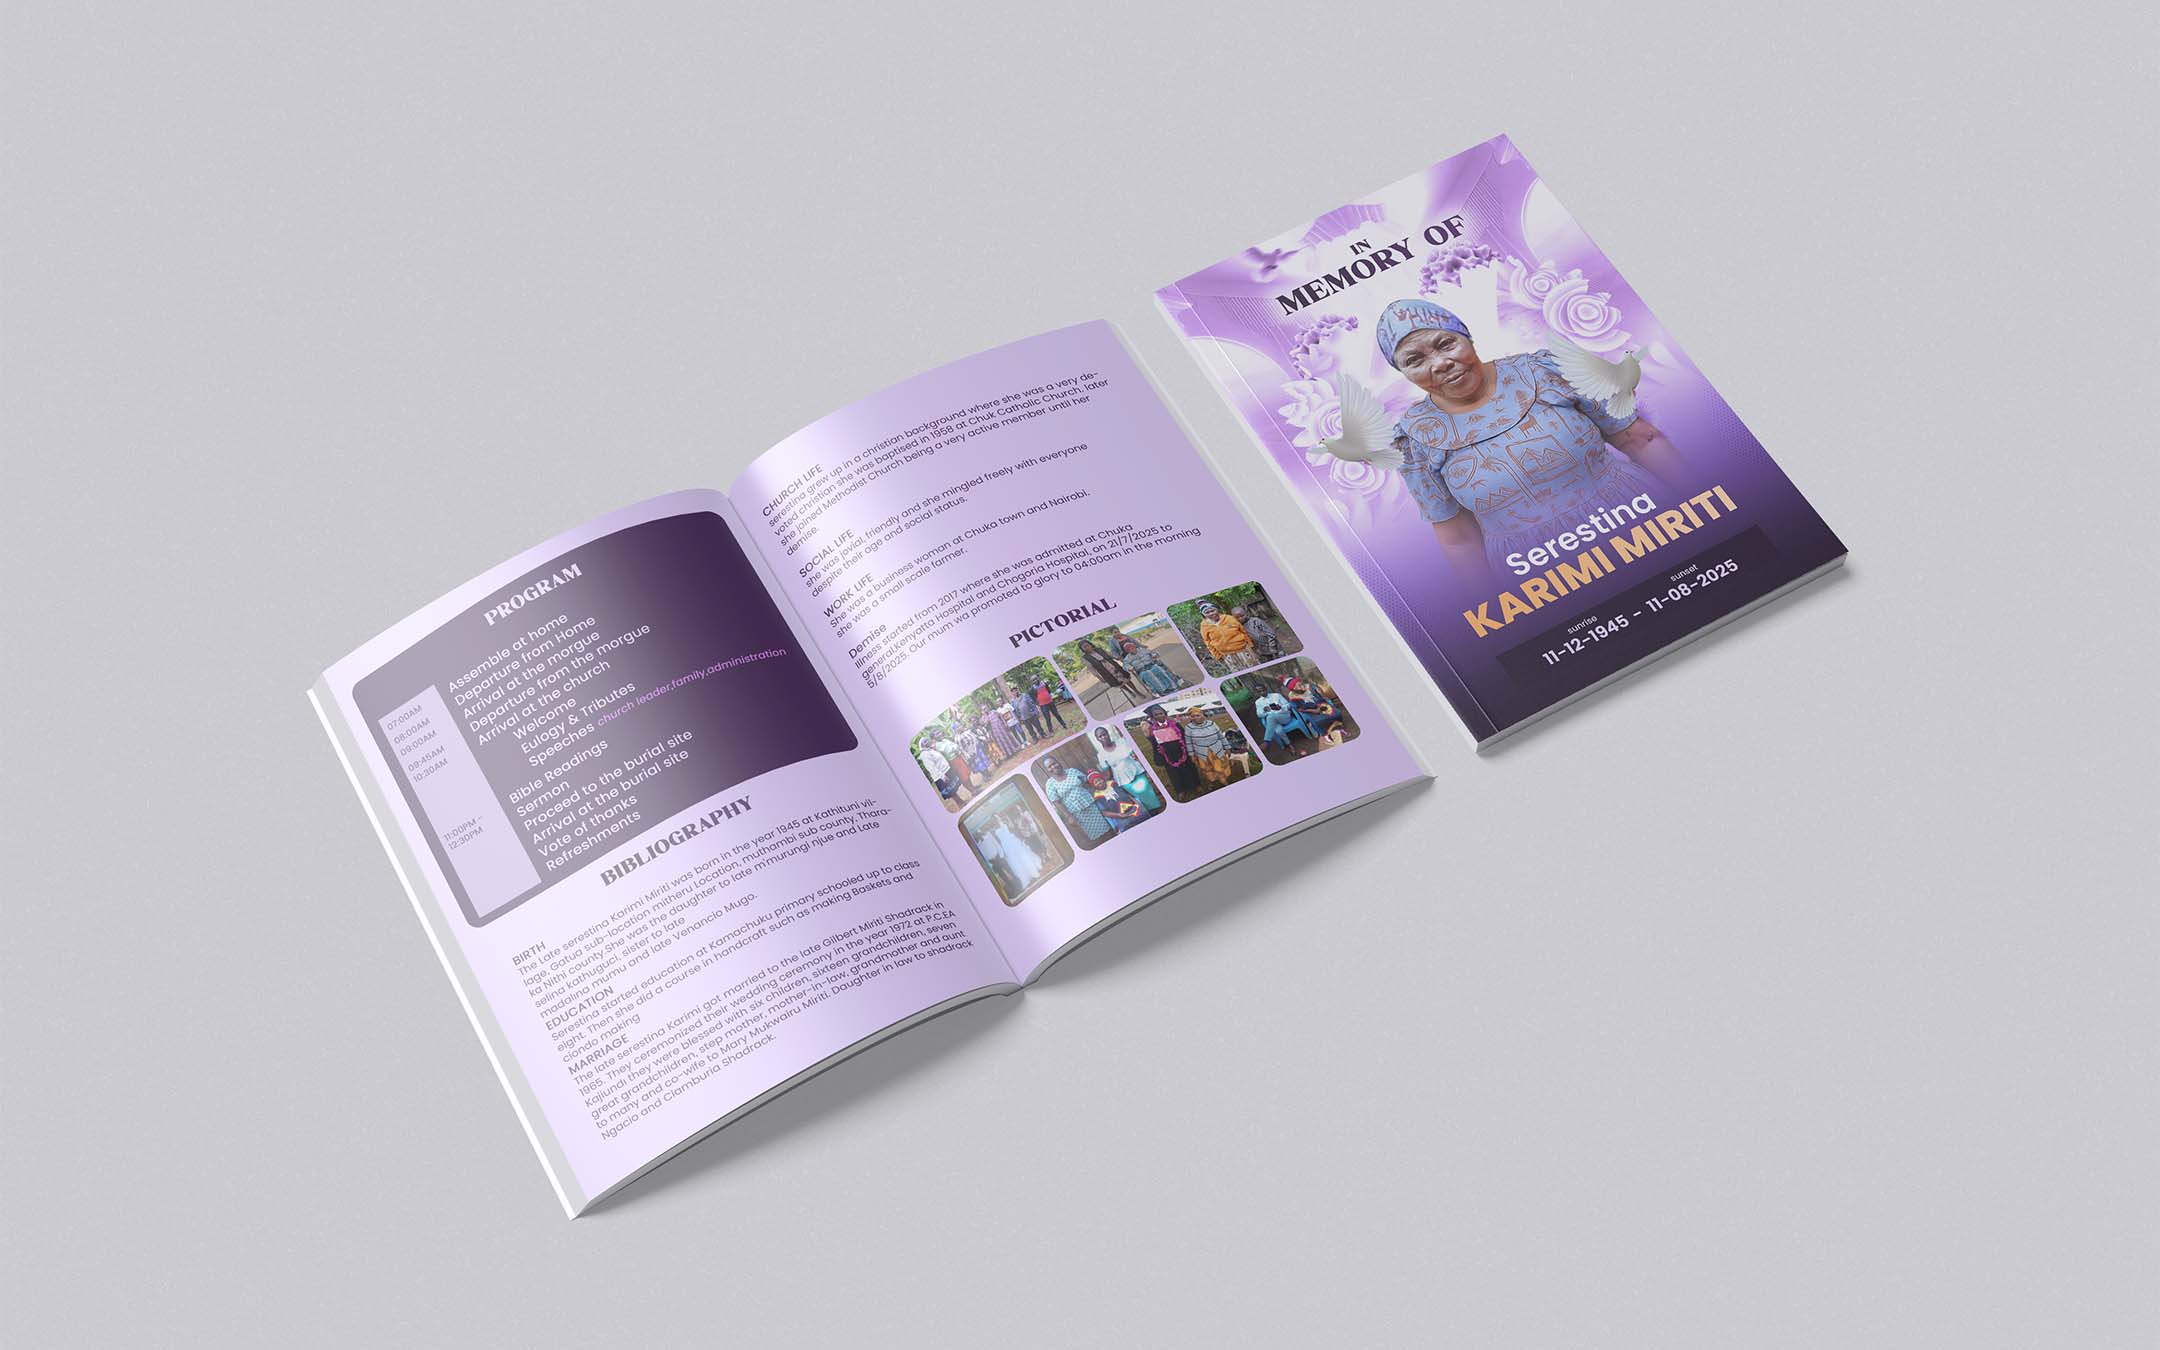 PROGRAM
07:00AM
08:00AM
09:00AM
09:45AM
10:30AM
11:00PM -
12:30PM
Assemble at home
Departure from Home
Arrival at the morgue
Departure from the morgue
Arrival at the church
Welcome
Eulogy & Tributes
Speeches church leader,family,administration
Bible Readings
Sermon
Proceed to the burial site
Arrival at the burial site
Vote of thanks
Refreshments
BIBLIOGRAPHY
BIRTH
The Late serestina Karimi Miriti was born in the year 1945 at Kathituni vil-
lage, Gatua sub-location mitheru Location, muthambi sub county, Thara-
ka Nithi county.She was the daughter to late m'murungi njue and Late
selina kathuguci, sister to late
madalina mumu and late Venancio Mugo.
EDUCATION
Serestina started education at Kamachuku primary schooled up to class
eight. Then she did a course in handcraft such as making Baskets and
ciondo making
MARRIAGE
The late serestina Karimi got married to the late Gilbert Miriti Shadrack in
1965. They ceremonized their wedding ceremony in the year 1972 at P.C.EA
Kajiundi they were blessed with six children, sixteen grandchildren, seven
great grandchildren, step mother, mother-in-law, grandmother and aunt
to many and co-wife to Mary Mukwairu Miriti. Daughter in law to shadrack
Ngacio and Ciamburia Shadrack.
CHURCH LIFE
serestina grew up in a christian background where she was a very de-
voted christian she was baptised in 1958 at Chuk Catholic Church, later
she joined Methodist Church being a very active member until her
demise.
SOCIAL LIFE
she was jovial, friendly and she mingled freely with everyone
despite their age and social status.
WORK LIFE
She was a business woman at Chuka town and Nairobi.
she was a small scale farmer.
Demise
illness started from 2017 where she was admitted at Chuka
general,Kenyatta Hospital and Chogoria Hospital, on 21/7/2025 to
5/8/2025. Our mum wa promoted to glory to 04:00am in the morning
PICTORIAL
IN
MEMORY OF
Serestina
KARIMI MIRITI
sunrise sunset
11-12-1945 - 11-08-2025